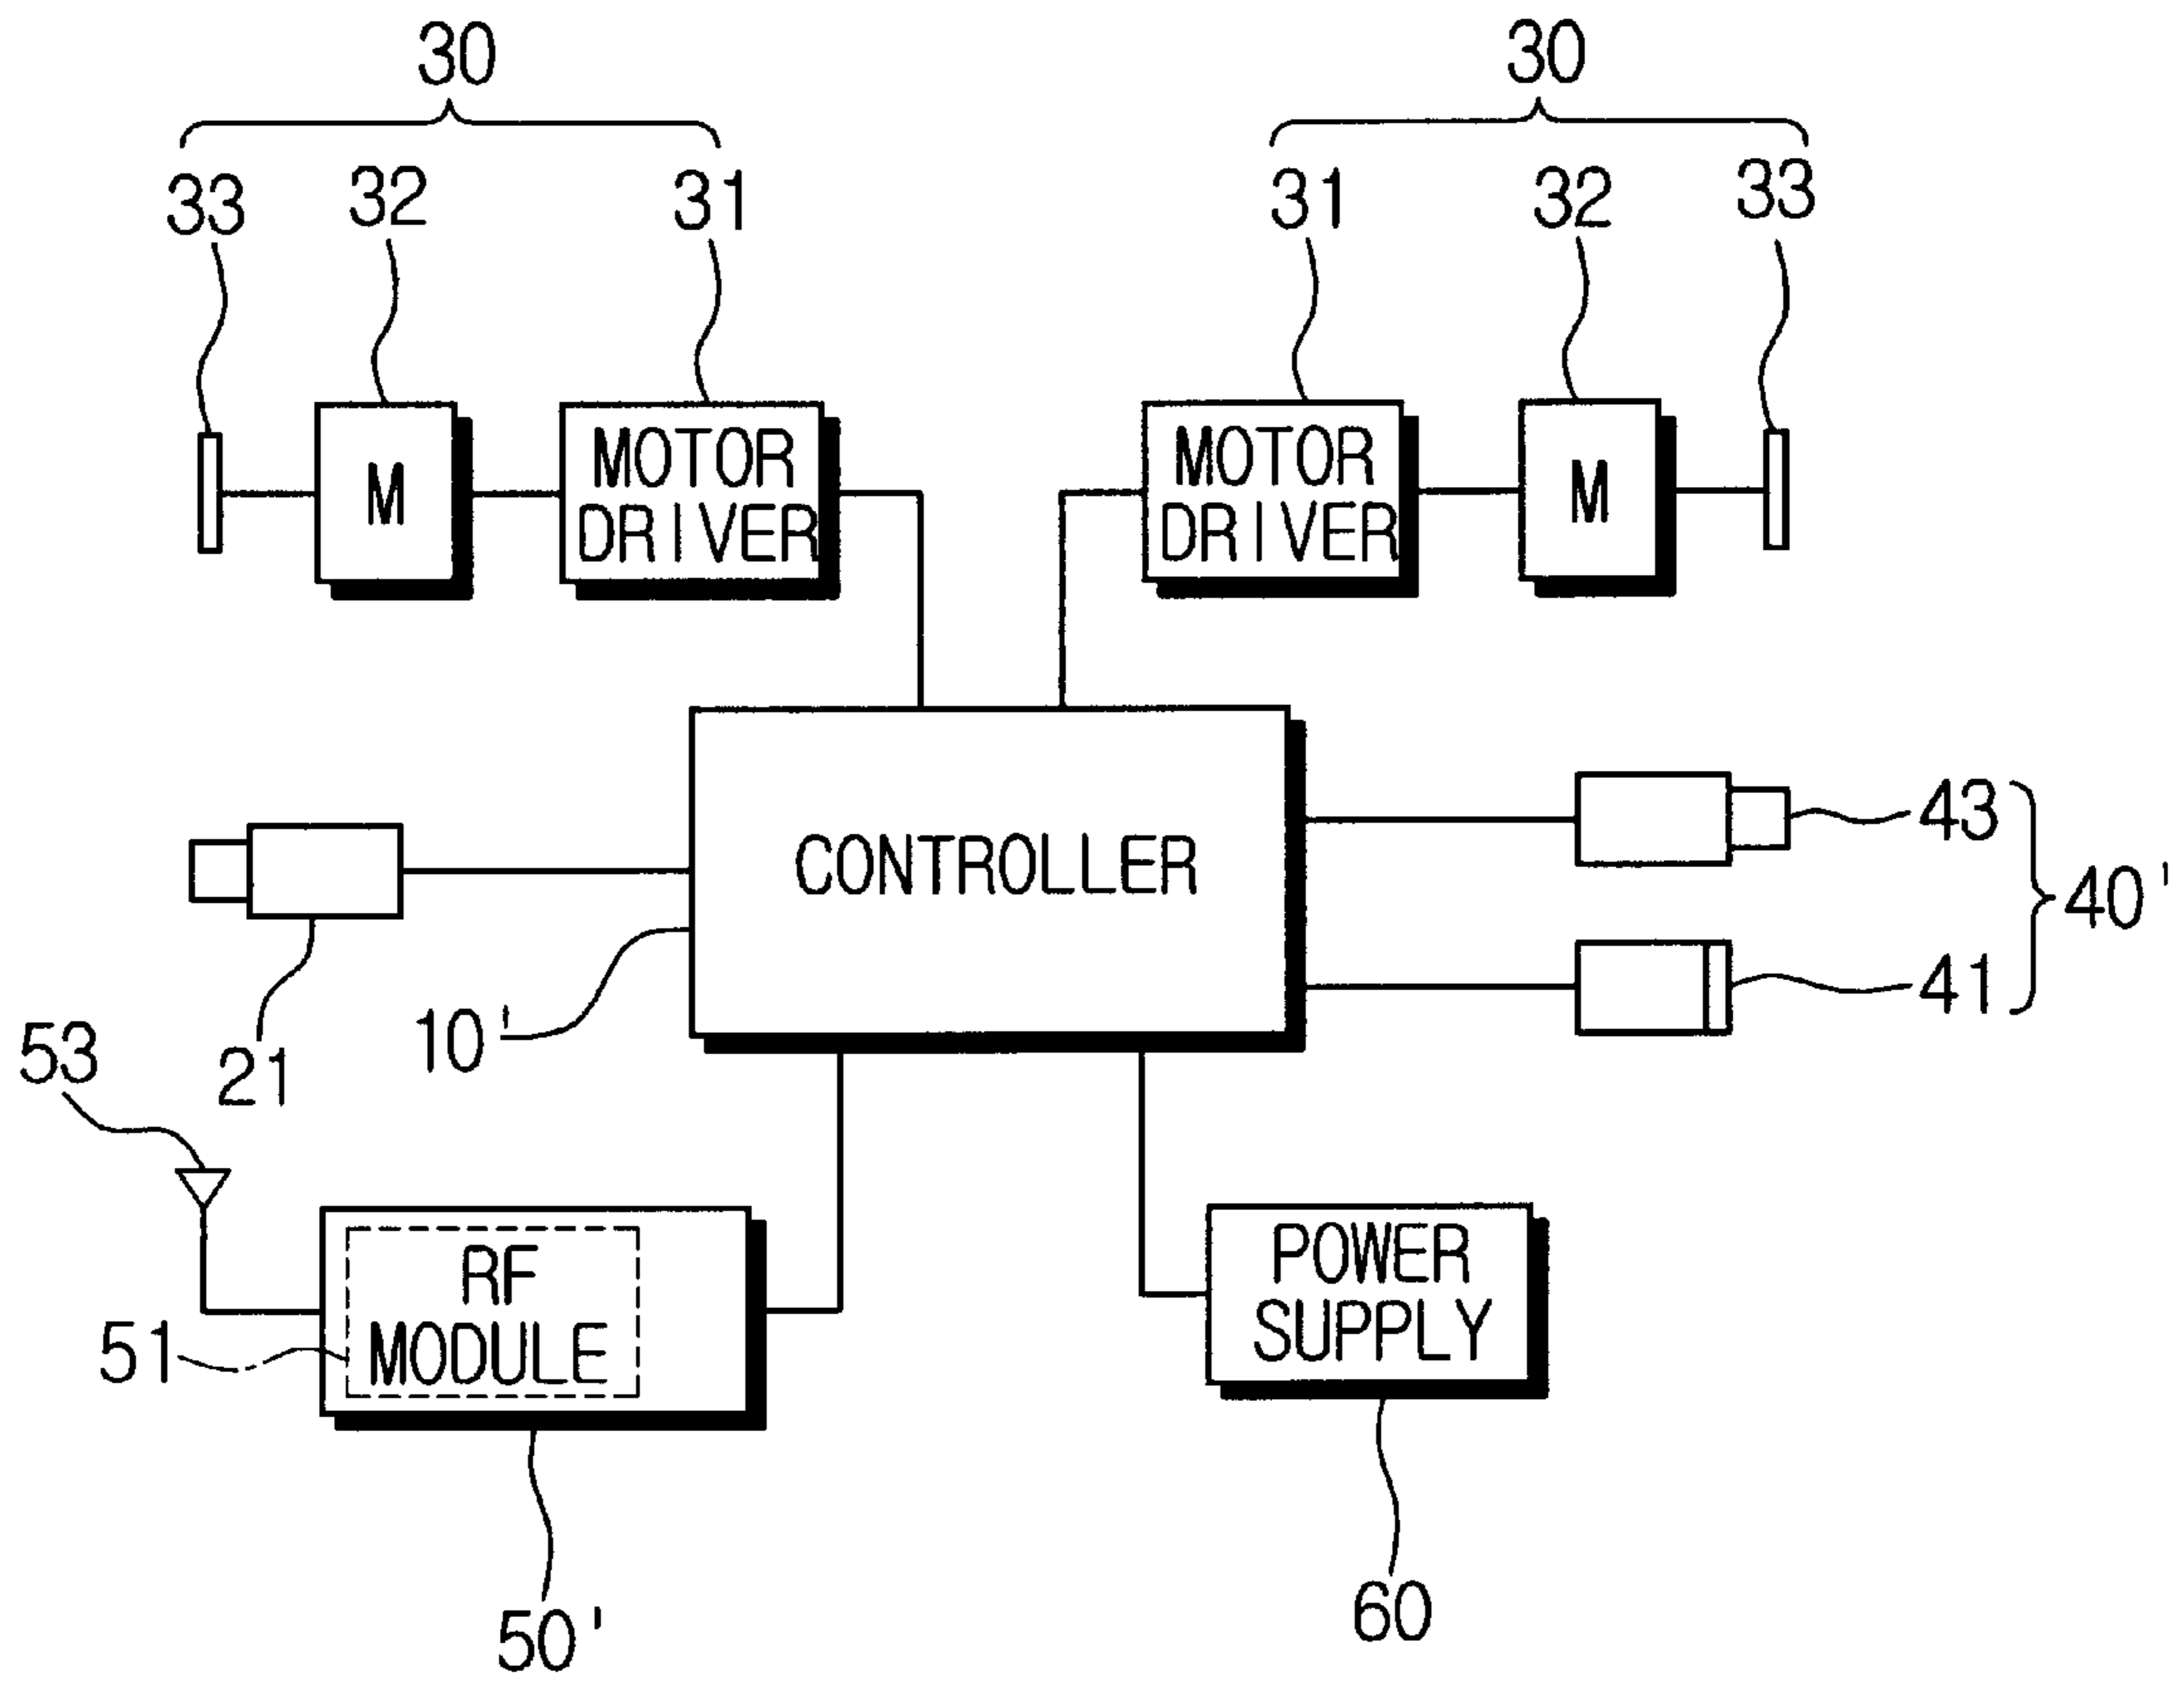 30
30
33
32
31
31
32
33
M
MOTOR
DRIVER
MOTOR
DRIVER
M
CONTROLLER
43
40'
41
21
10'
53
RF
MODULE
51
POWER
SUPPLY
50'
60